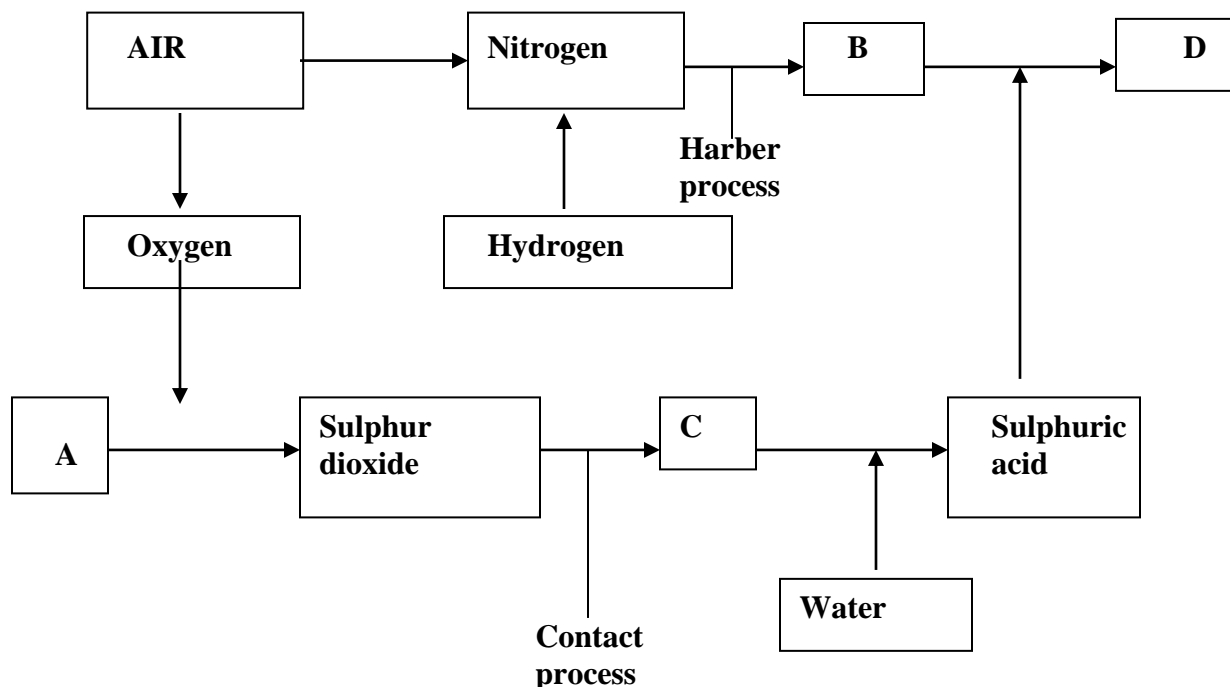 AIR
Nitrogen
B
D
Harber
process
Oxygen
Hydrogen
A
Sulphur
dioxide
C
Sulphuric
acid
Water
Contact
process